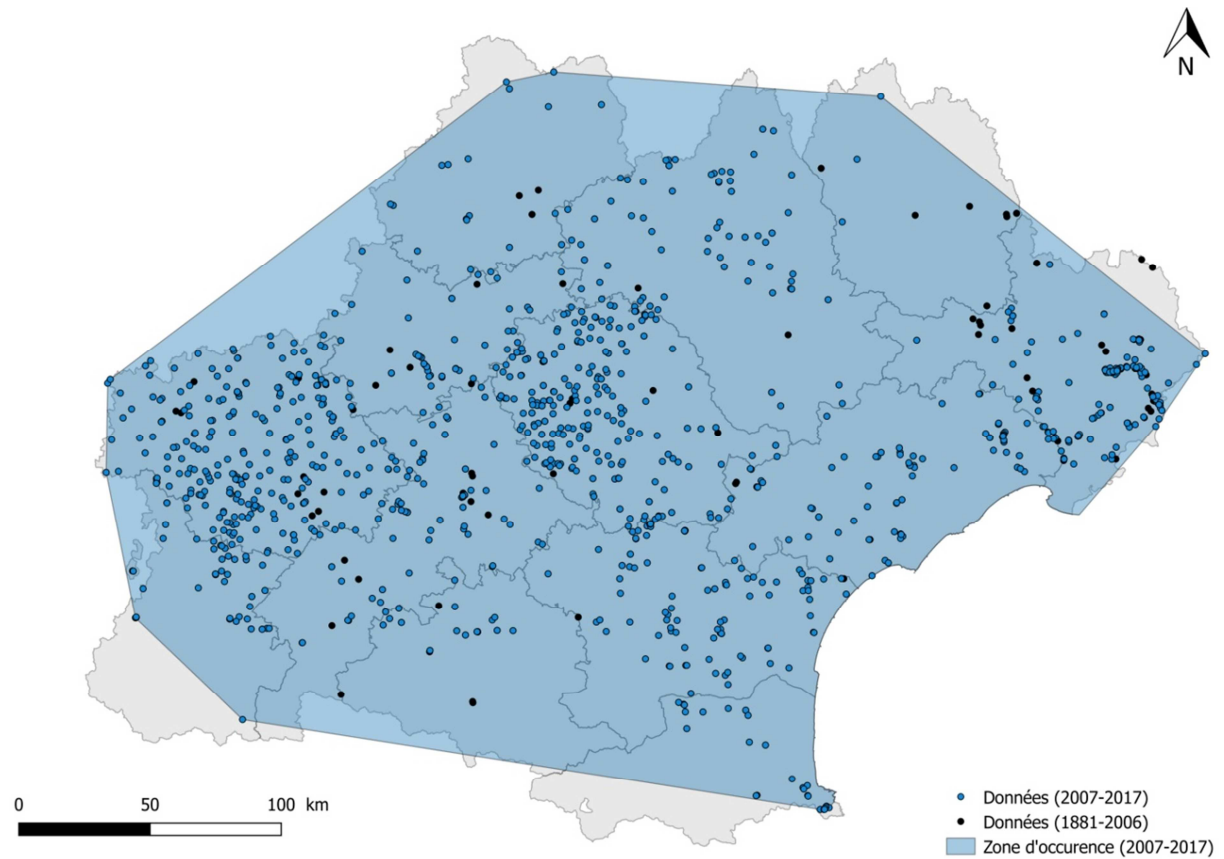 N
0 50 100 km
Données (2007-2017)
Données (1881-2006)
Zone d'occurence (2007-2017)